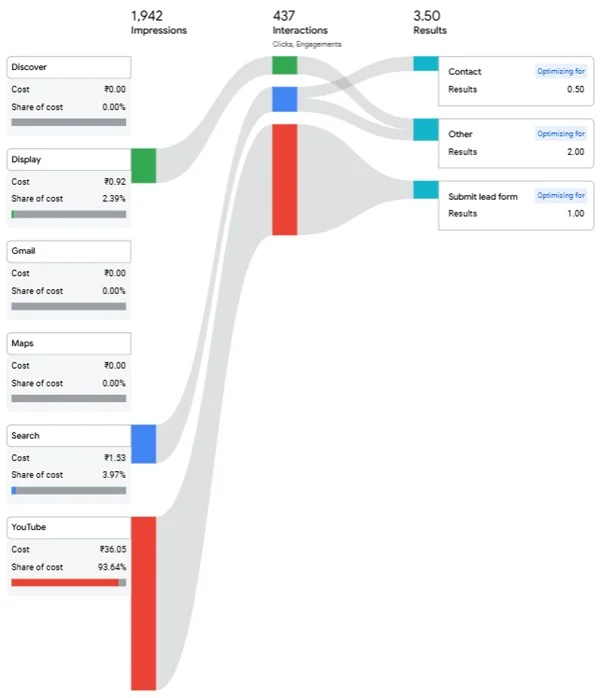 1,942
Impressions
437
Interactions
Clicks, Engagements
3.50
Results
Discover
Cost ₹0.00
Share of cost 0.00%
Display
Cost ₹0.92
Share of cost 2.39%
Gmail
Cost ₹0.00
Share of cost 0.00%
Maps
Cost ₹0.00
Share of cost 0.00%
Search
Cost ₹1.53
Share of cost 3.97%
YouTube
Cost ₹36.05
Share of cost 93.64%
Contact Optimizing for
Results 0.50
Other Optimizing for
Results 2.00
Submit lead form Optimizing for
Results 1.00